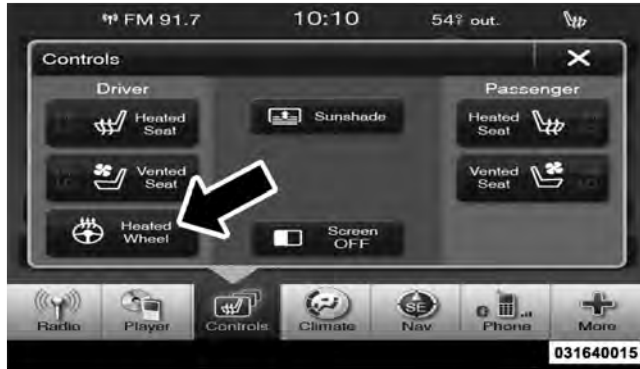 FM 91.7 10:10 54° out.
Controls
Driver Passenger
Heated
Seat
Sunshade
Heated
Seat
Vented
Seat
Vented
Seat
Heated
Wheel
Screen
OFF
SE
Radio Player Controls Climate Nav Phone More
031640015